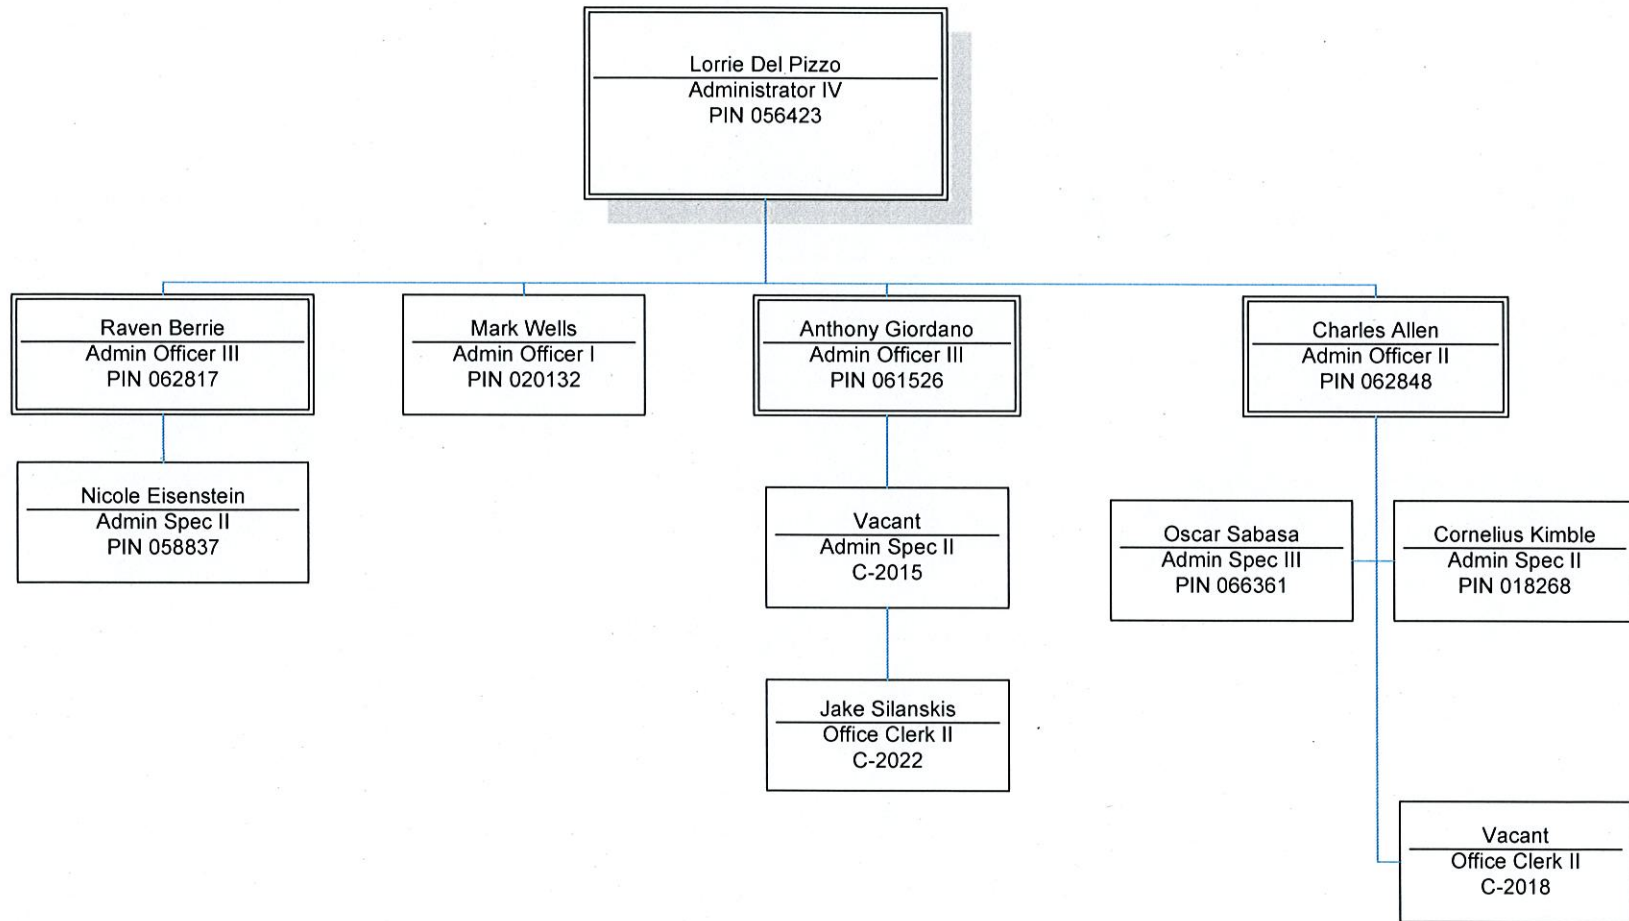 Lorrie Del Pizzo
Administrator IV
PIN 056423
Raven Berrie
Admin Officer III
PIN 062817
Mark Wells
Admin Officer I
PIN 020132
Anthony Giordano
Admin Officer III
PIN 061526
Charles Allen
Admin Officer II
PIN 062848
Nicole Eisenstein
Admin Spec II
PIN 058837
Vacant
Admin Spec II
C-2015
Oscar Sabasa
Admin Spec III
PIN 066361
Cornelius Kimble
Admin Spec II
PIN 018268
Jake Silanskis
Office Clerk II
C-2022
Vacant
Office Clerk II
C-2018